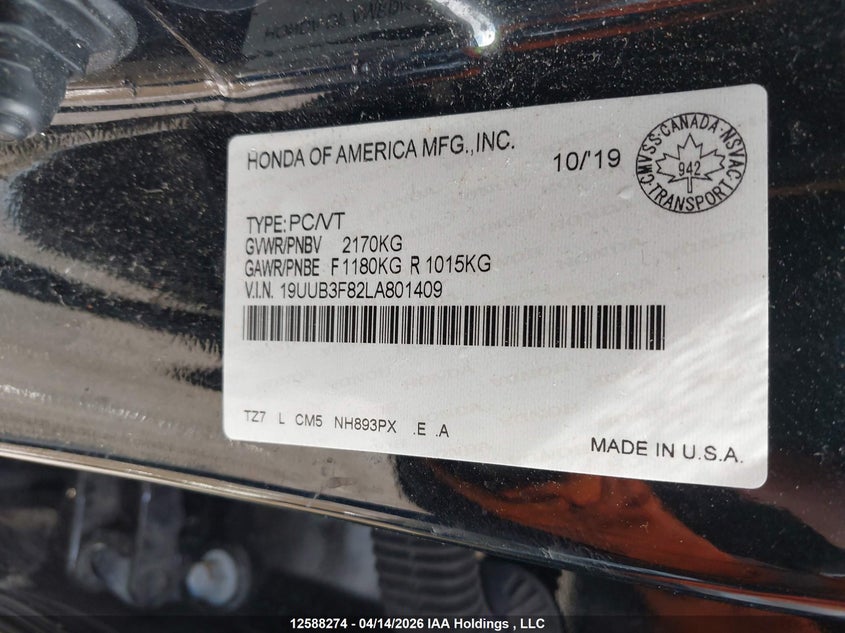 HONDA OF AMERICA MFG.,INC.
10/'19
CMVSS·CANADA·NSVAC·TRANSPORT·
942
TYPE: PC/VT
GVWR/PNBV 2170KG
GAWR/PNBE F 1180KG R 1015KG
V.I.N. 19UUB3F82LA801409
TZ7 L CM5 NH893PX .E .A
MADE IN U.S.A.
12588274 - 04/14/2026 IAA Holdings , LLC